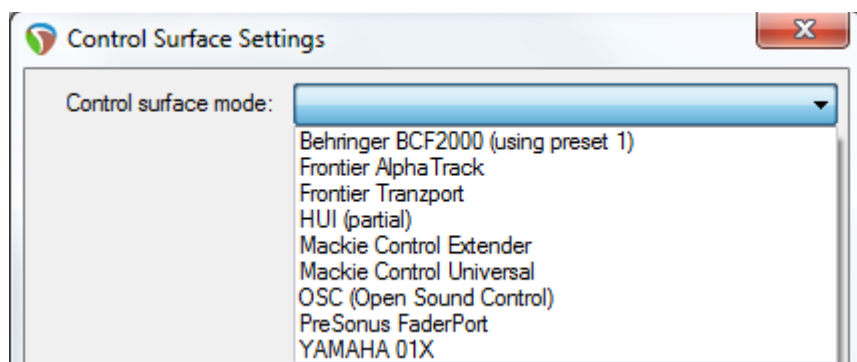 Control Surface Settings
Control surface mode:
Behringer BCF2000 (using preset 1)
Frontier AlphaTrack
Frontier Tranzport
HUI (partial)
Mackie Control Extender
Mackie Control Universal
OSC (Open Sound Control)
PreSonus FaderPort
YAMAHA 01X